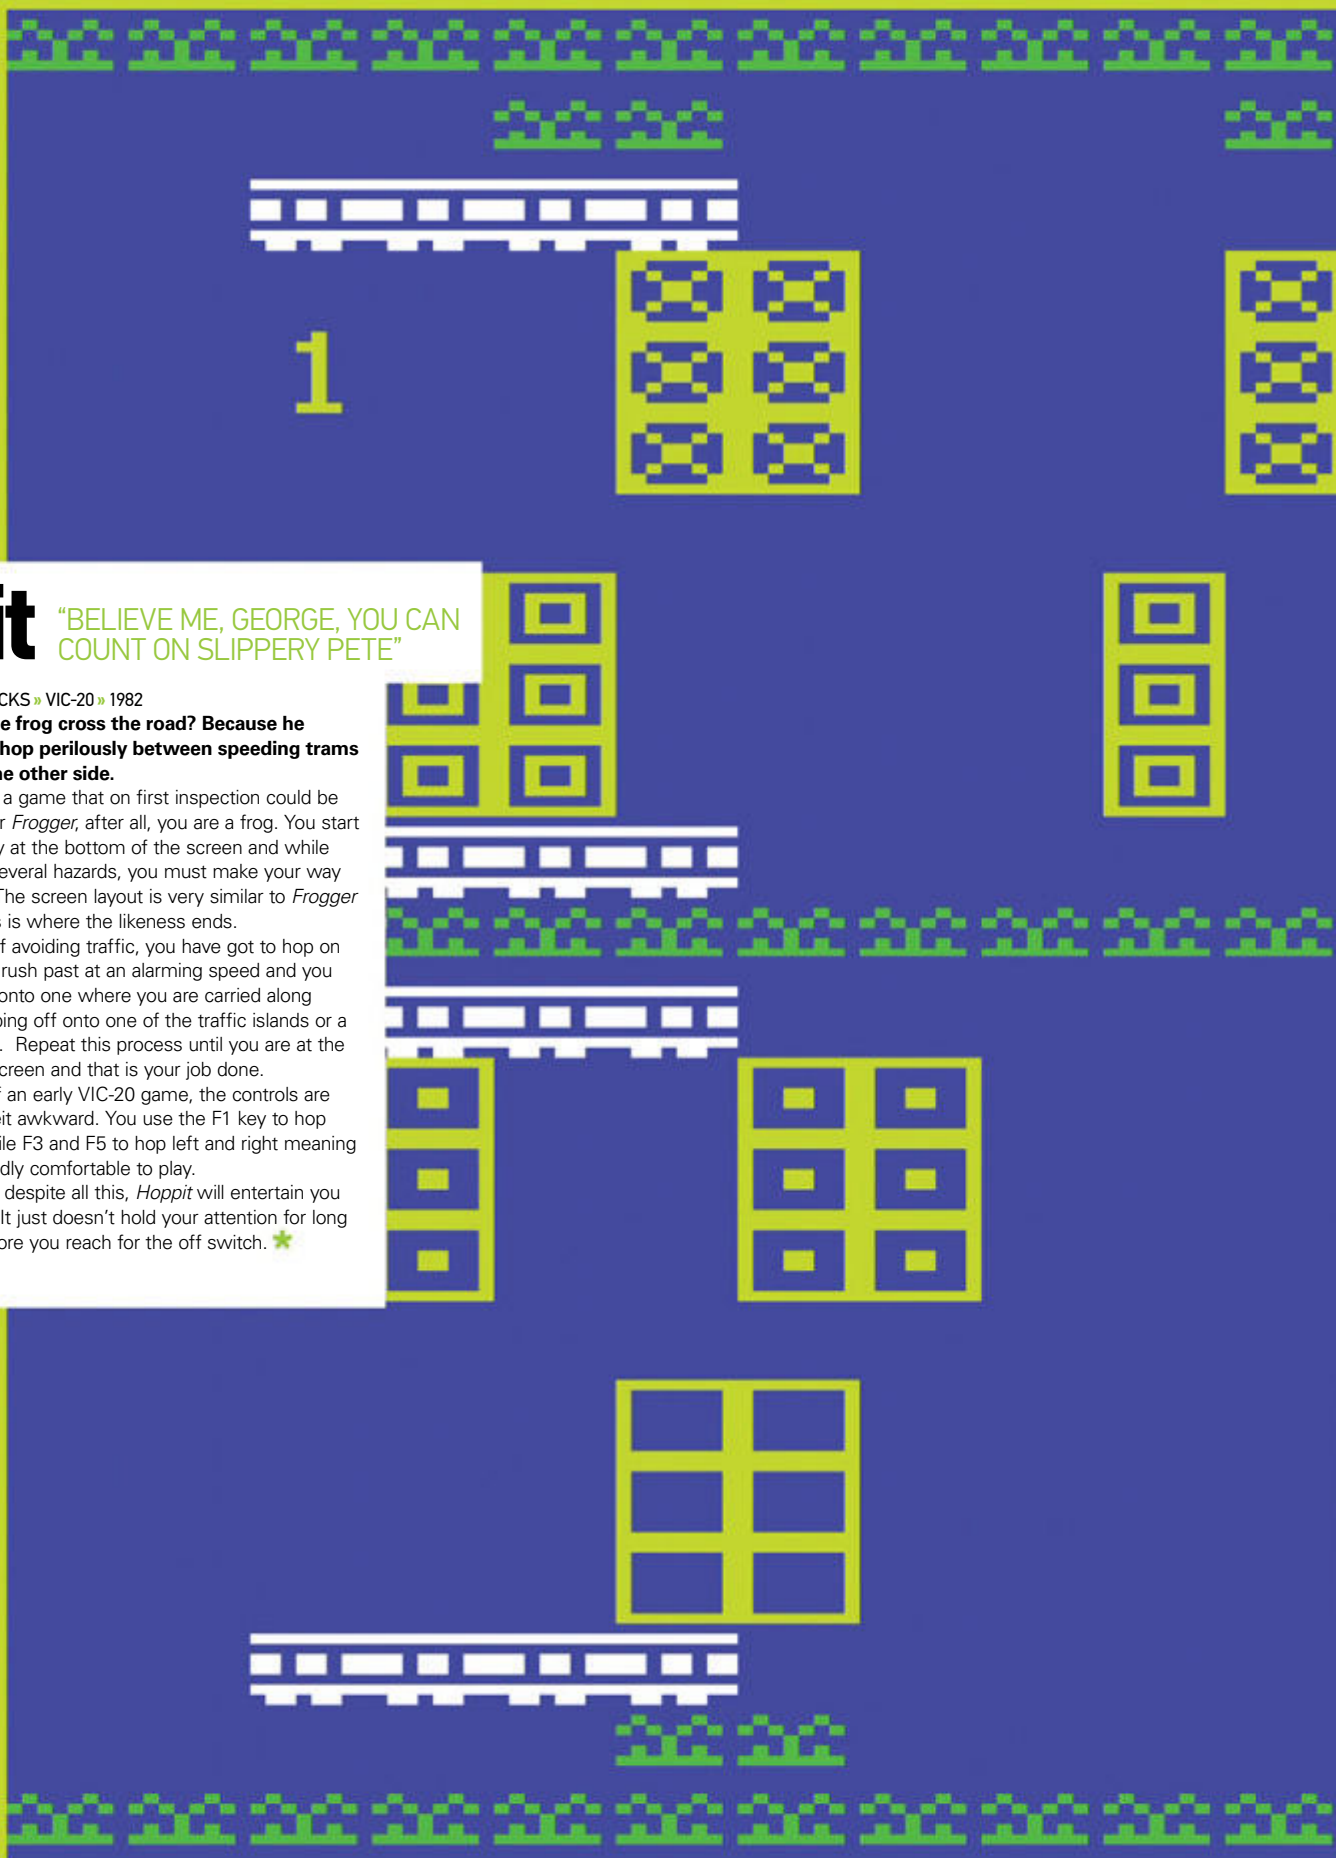 1
it
“BELIEVE ME, GEORGE, YOU CAN
COUNT ON SLIPPERY PETE”
CKS » VIC-20 » 1982
e frog cross the road? Because he
hop perilously between speeding trams
he other side.
a game that on first inspection could be
r Frogger, after all, you are a frog. You start
y at the bottom of the screen and while
everal hazards, you must make your way
The screen layout is very similar to Frogger
s is where the likeness ends.
f avoiding traffic, you have got to hop on
rush past at an alarming speed and you
onto one where you are carried along
ping off onto one of the traffic islands or a
. Repeat this process until you are at the
creen and that is your job done.
f an early VIC-20 game, the controls are
eit awkward. You use the F1 key to hop
ile F3 and F5 to hop left and right meaning
dly comfortable to play.
despite all this, Hoppit will entertain you
It just doesn’t hold your attention for long
ore you reach for the off switch. *